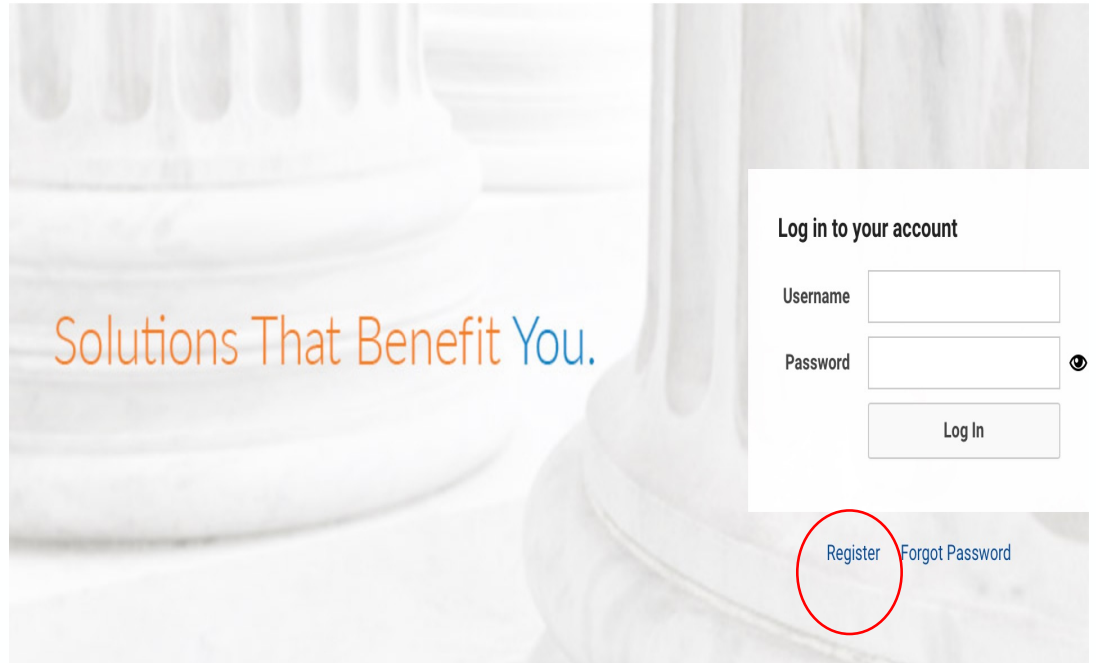 Log in to your account
Username
Solutions That Benefit You.
Password
Log In
Register Forgot Password